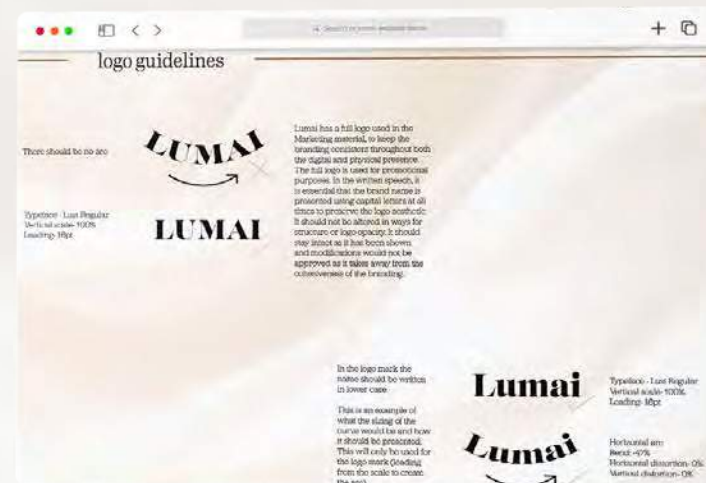 logo guidelines
There should be no arc
LUMAI
Typeface - Lust Regular
Vertical scale- 100%
Leading- 18pt
LUMAI
Lumai has a full logo used in the
Marketing material, to keep the
branding consistent throughout both
the digital and physical presence.
The full logo is used for promotional
purposes. In the written speech, it
is essential that the brand name is
presented using capital letters at all
times to preserve the logo aesthetic.
It should not be altered in ways for
structure or logo opacity. It should
stay intact as it has been shown
and modifications would not be
approved as it takes away from the
of the branding.
In the logo mark the
name should be written
in lower case
Lumai
Typeface - Lust Regular
Vertical scale- 100%
Leading- 18pt
This is an example of
what the sizing of the
curve would be and how
it should be presented.
This will only be used for
the logo mark (leading
from the scale to create
the arc)
Lumai
Horizontal arc
Bend -47%
Horizontal distortion- 0%
Vertical distortion- 0%